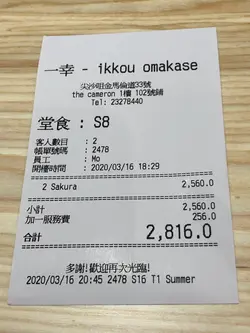 一幸 - ikkou omakase
尖沙咀金馬倫道33號
the cameron 1樓 102號鋪
Tel: 23278440
堂食 : S8
客人數目 : 2
帳單號碼 : 2478
員工 : Mo
開檯時間 : 2020/03/16 18:29
2 Sakura 2,560.0
小計 2,560.0
加一服務費 256.0
合計 2,816.0
多謝!歡迎再次光臨!
2020/03/16 20:45 2478 S16 T1 Summer